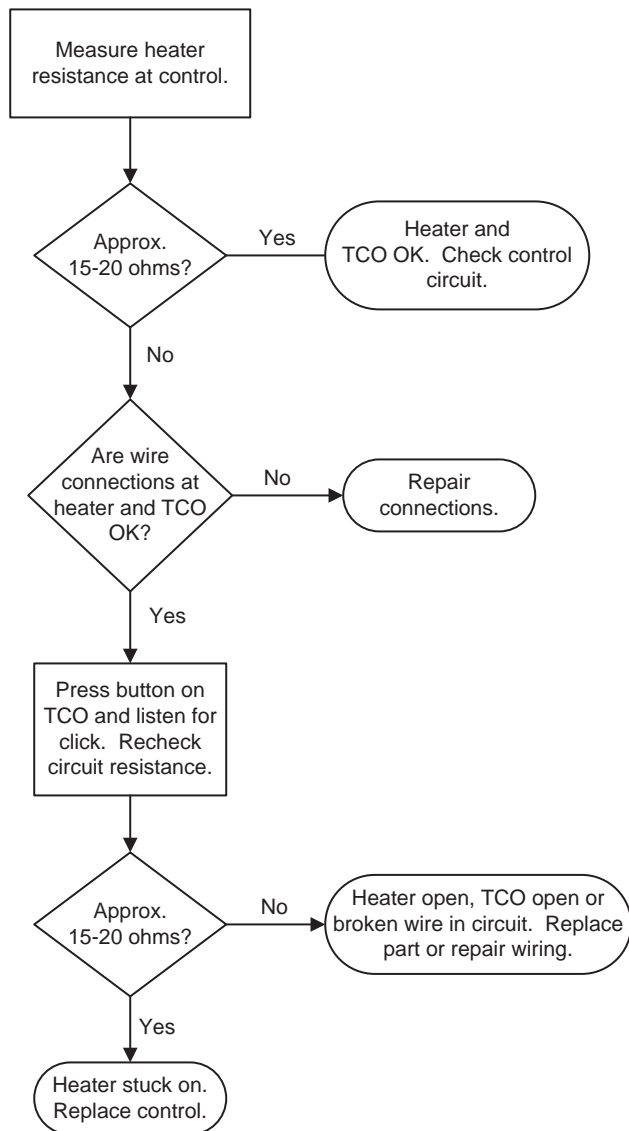 Measure heater
resistance at control.
Approx.
15-20 ohms?
Yes
Heater and
TCO OK.  Check control
circuit.
No
Are wire
connections at
heater and TCO
OK?
No
Repair
connections.
Yes
Press button on
TCO and listen for
click.  Recheck
circuit resistance.
Approx.
15-20 ohms?
No
Heater open, TCO open or
broken wire in circuit.  Replace
part or repair wiring.
Yes
Heater stuck on.
Replace control.